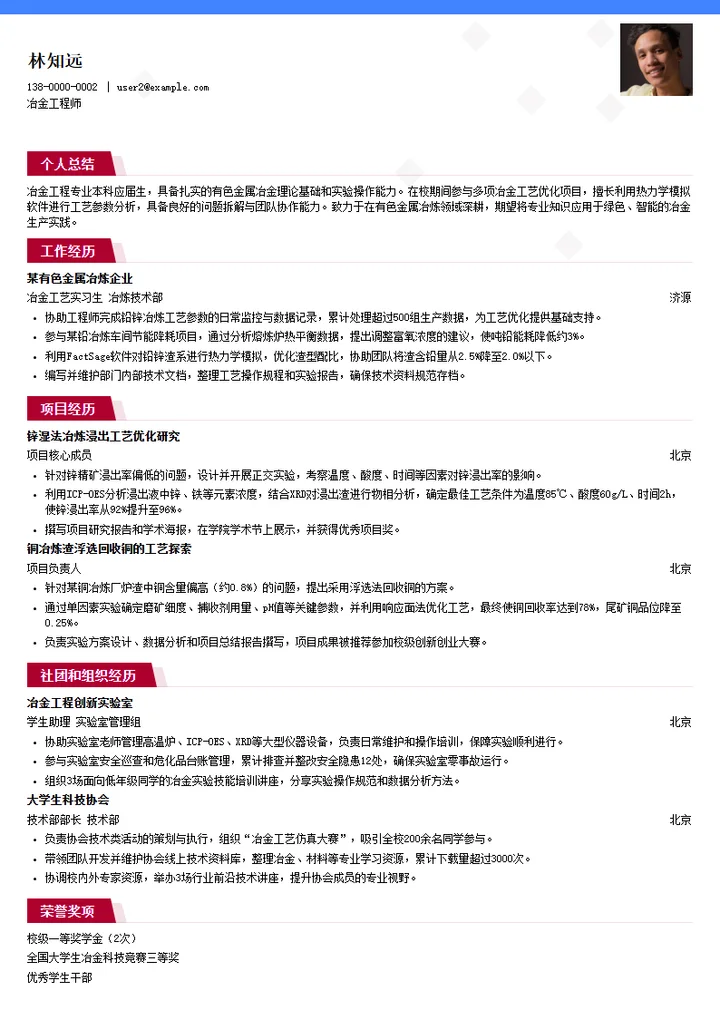 林知远
138-0000-0002 | user2@example.com
冶金工程师
个人总结
冶金工程专业本科应届生，具备扎实的有色金属冶金理论基础和实验操作能力。在校期间参与多项冶金工艺优化项目，擅长利用热力学模拟
软件进行工艺参数分析，具备良好的问题拆解与团队协作能力。致力于在有色金属冶炼领域深耕，期望将专业知识应用于绿色、智能的冶金
生产实践。
工作经历
某有色金属冶炼企业
冶金工艺实习生 冶炼技术部 济源
• 协助工程师完成铅锌冶炼工艺参数的日常监控与数据记录，累计处理超过500组生产数据，为工艺优化提供基础支持。
• 参与某铅冶炼车间节能降耗项目，通过分析熔炼炉热平衡数据，提出调整富氧浓度的建议，使吨铅能耗降低约3%。
• 利用FactSage软件对铅锌渣系进行热力学模拟，优化渣型配比，协助团队将渣含铅量从2.5%降至2.0%以下。
• 编写并维护部门内部技术文档，整理工艺操作规程和实验报告，确保技术资料规范存档。
项目经历
锌湿法冶炼浸出工艺优化研究
项目核心成员 北京
• 针对锌精矿浸出率偏低的问题，设计并开展正交实验，考察温度、酸度、时间等因素对锌浸出率的影响。
• 利用ICP-OES分析浸出液中锌、铁等元素浓度，结合XRD对浸出渣进行物相分析，确定最佳工艺条件为温度85℃、酸度60g/L、时间2h，
使锌浸出率从92%提升至96%。
• 撰写项目研究报告和学术海报，在学院学术节上展示，并获得优秀项目奖。
铜冶炼渣浮选回收铜的工艺探索
项目负责人 北京
• 针对某铜冶炼厂炉渣中铜含量偏高（约0.8%）的问题，提出采用浮选法回收铜的方案。
• 通过单因素实验确定磨矿细度、捕收剂用量、pH值等关键参数，并利用响应面法优化工艺，最终使铜回收率达到78%，尾矿铜品位降至
0.25%。
• 负责实验方案设计、数据分析和项目总结报告撰写，项目成果被推荐参加校级创新创业大赛。
社团和组织经历
冶金工程创新实验室
学生助理 实验室管理组 北京
• 协助实验室老师管理高温炉、ICP-OES、XRD等大型仪器设备，负责日常维护和操作培训，保障实验顺利进行。
• 参与实验室安全巡查和危化品台账管理，累计排查并整改安全隐患12处，确保实验室零事故运行。
• 组织3场面向低年级同学的冶金实验技能培训讲座，分享实验操作规范和数据分析方法。
大学生科技协会
技术部部长 技术部 北京
• 负责协会技术类活动的策划与执行，组织“冶金工艺仿真大赛”，吸引全校200余名同学参与。
• 带领团队开发并维护协会线上技术资料库，整理冶金、材料等专业学习资源，累计下载量超过3000次。
• 协调校内外专家资源，举办3场行业前沿技术讲座，提升协会成员的专业视野。
荣誉奖项
校级一等奖学金（2次）
全国大学生冶金科技竞赛三等奖
优秀学生干部